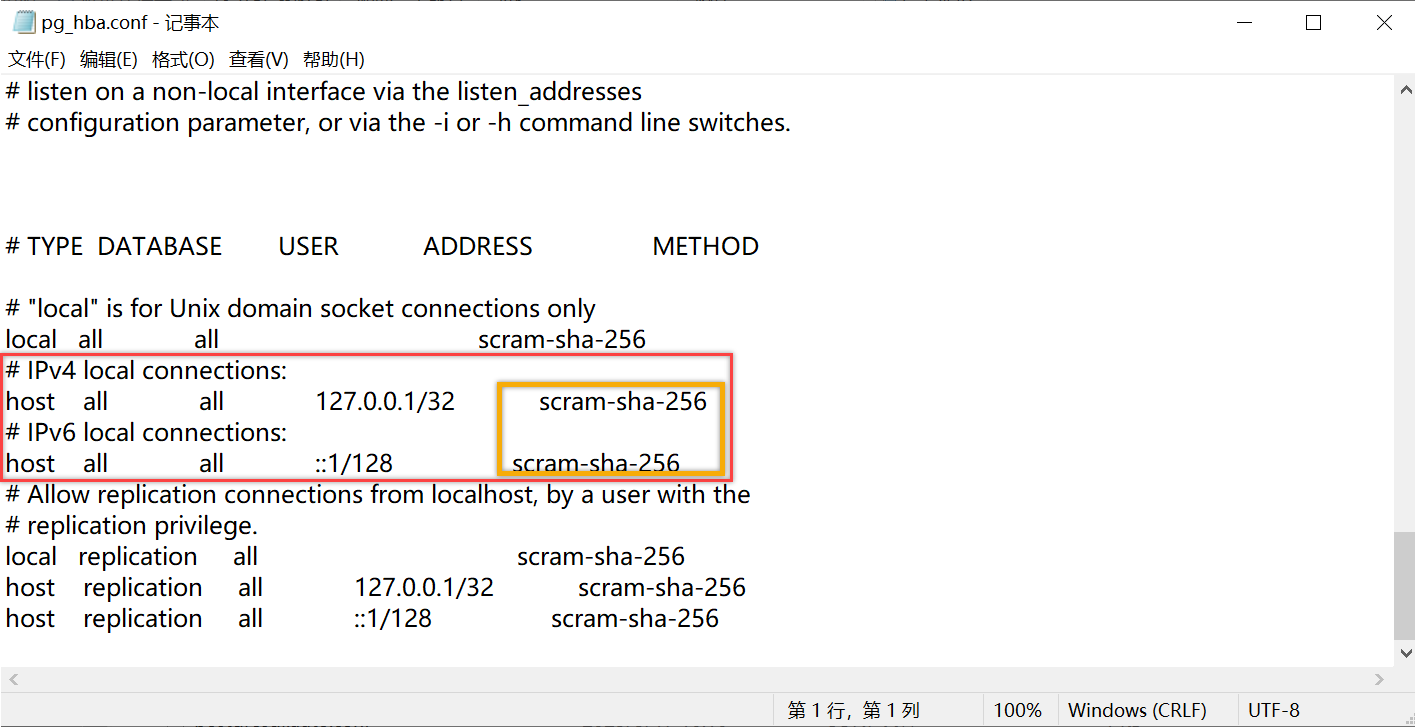 pg_hba.conf - 记事本
文件(F) 编辑(E) 格式(O) 查看(V) 帮助(H)
# listen on a non-local interface via the listen_addresses
# configuration parameter, or via the -i or -h command line switches.
# TYPE DATABASE USER ADDRESS METHOD
# "local" is for Unix domain socket connections only
local all all scram-sha-256
# IPv4 local connections:
host all all 127.0.0.1/32 scram-sha-256
# IPv6 local connections:
host all all ::1/128 scram-sha-256
# Allow replication connections from localhost, by a user with the
# replication privilege.
local replication all scram-sha-256
host replication all 127.0.0.1/32 scram-sha-256
host replication all ::1/128 scram-sha-256
第 1 行，第 1 列 100% Windows (CRLF) UTF-8